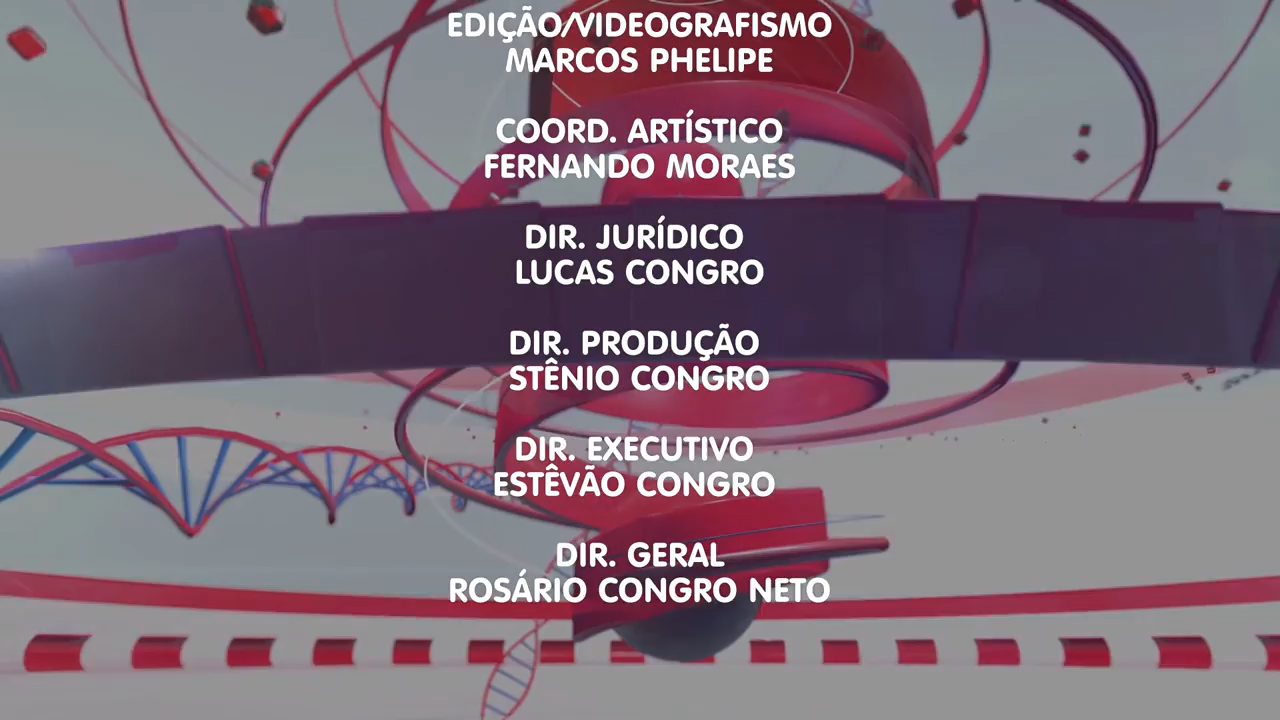 EDIÇÃO/VIDEOGRAFISMO
MARCOS PHELIPE
COORD. ARTÍSTICO
FERNANDO MORAES
DIR. JURÍDICO
LUCAS CONGRO
DIR. PRODUÇÃO
STÊNIO CONGRO
DIR. EXECUTIVO
ESTÊVÃO CONGRO
DIR. GERAL
ROSÁRIO CONGRO NETO